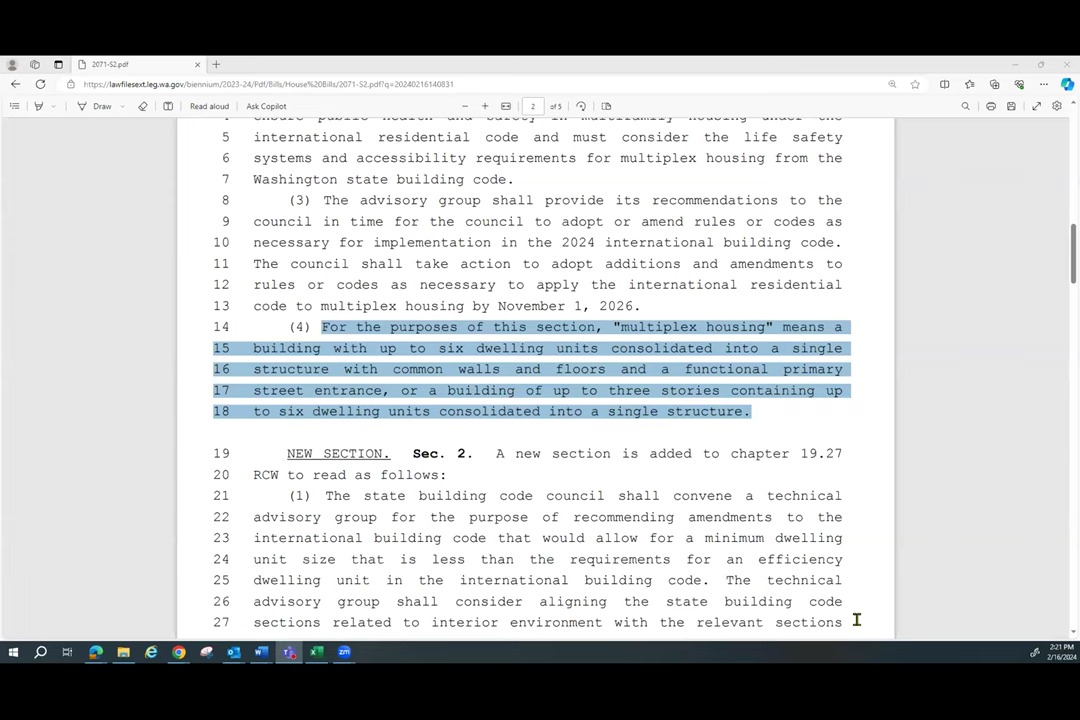 2071-S2.pdf
https://lawfilesext.leg.wa.gov/biennium/2023-24/Pdf/Bills/House%20Bills/2071-S2.pdf?q=20240216140831
Draw Read aloud Ask Copilot 2 of 5
4 ensure public health and safety in multifamily housing under the
5 international residential code and must consider the life safety
6 systems and accessibility requirements for multiplex housing from the
7 Washington state building code.
8 (3) The advisory group shall provide its recommendations to the
9 council in time for the council to adopt or amend rules or codes as
10 necessary for implementation in the 2024 international building code.
11 The council shall take action to adopt additions and amendments to
12 rules or codes as necessary to apply the international residential
13 code to multiplex housing by November 1, 2026.
14 (4) For the purposes of this section, "multiplex housing" means a
15 building with up to six dwelling units consolidated into a single
16 structure with common walls and floors and a functional primary
17 street entrance, or a building of up to three stories containing up
18 to six dwelling units consolidated into a single structure.
19 NEW SECTION. Sec. 2. A new section is added to chapter 19.27
20 RCW to read as follows:
21 (1) The state building code council shall convene a technical
22 advisory group for the purpose of recommending amendments to the
23 international building code that would allow for a minimum dwelling
24 unit size that is less than the requirements for an efficiency
25 dwelling unit in the international building code. The technical
26 advisory group shall consider aligning the state building code
27 sections related to interior environment with the relevant sections
2:21 PM
2/16/2024